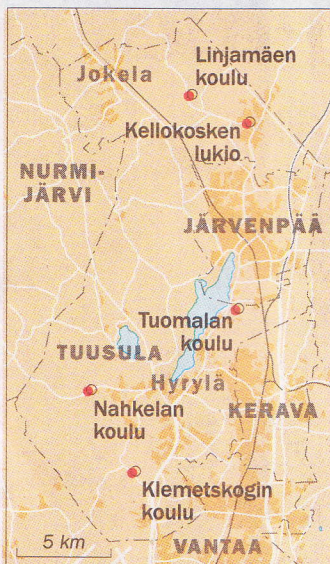 Linjamäen
koulu
Jokela
Kellokosken
lukio
NURMI-
JÄRVI
JÄRVENPÄÄ
Tuomalan
koulu
TUUSULA
Hyrylä
Nahkelan
koulu
KERAVA
Klemetskogin
koulu
5 km
VANTAA